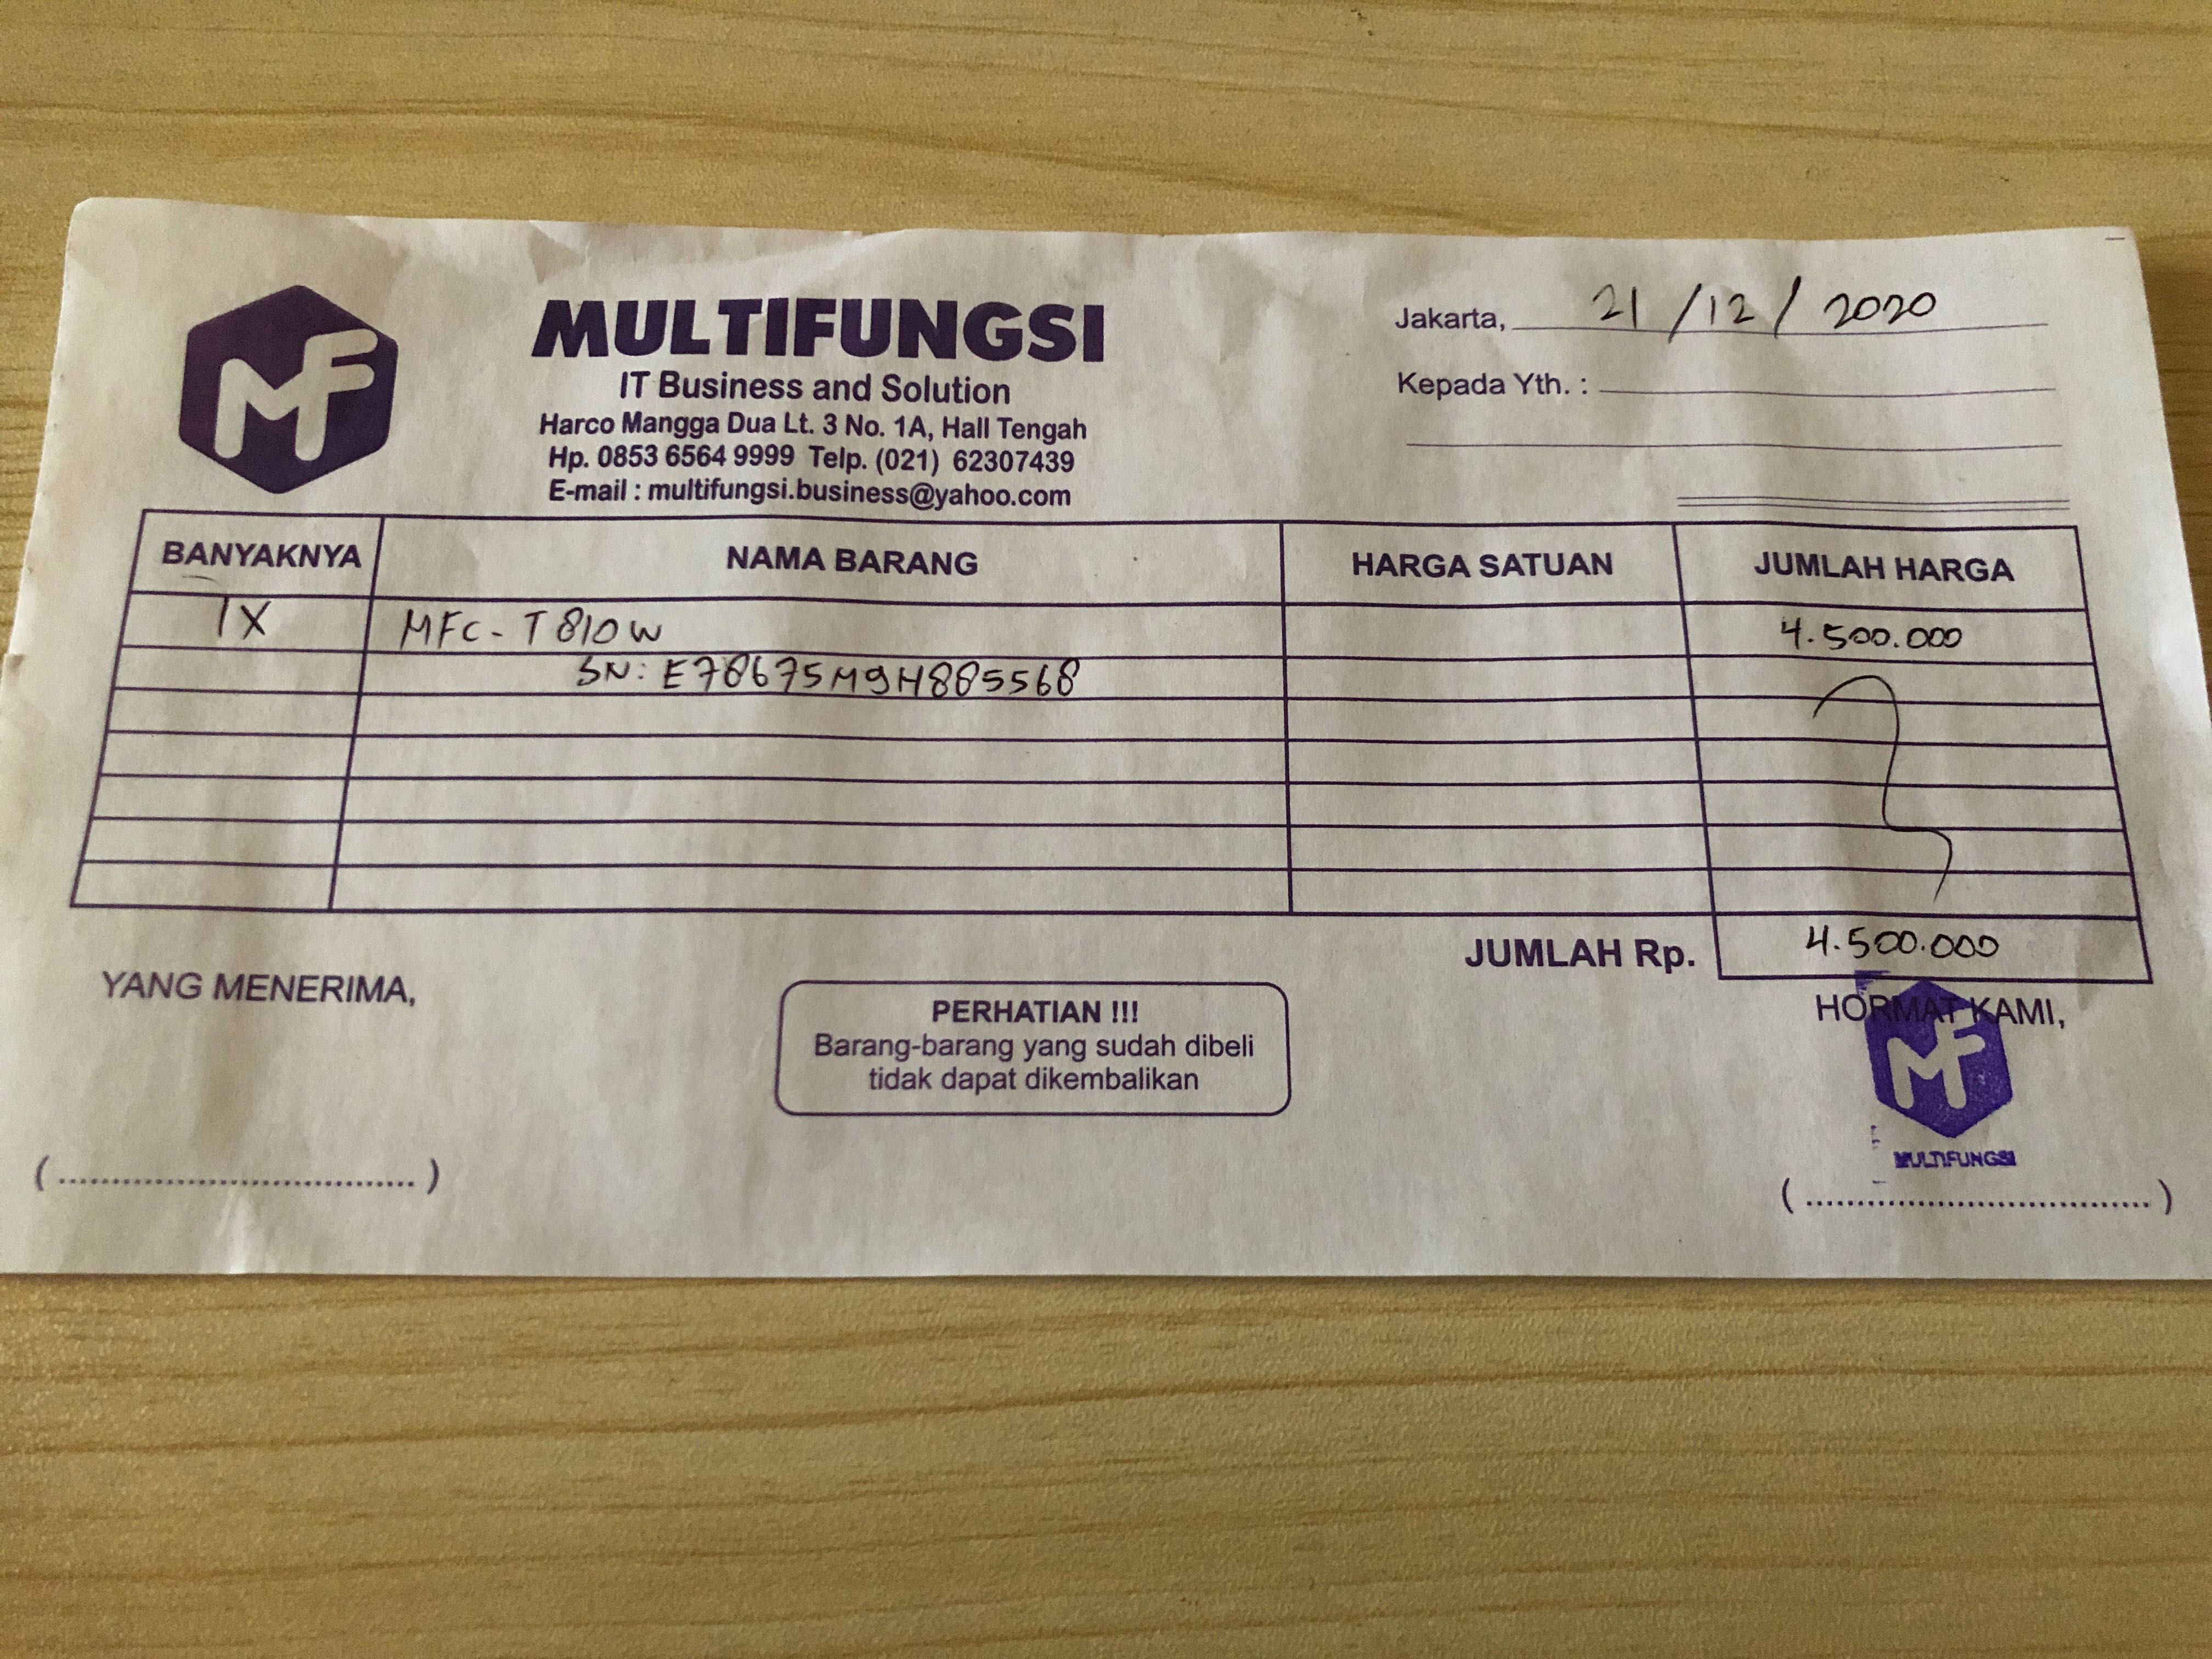 MF
MULTIFUNGSI
IT Business and Solution
Harco Mangga Dua Lt. 3 No. 1A, Hall Tengah
Hp. 0853 6564 9999 Telp. (021) 62307439
E-mail : multifungsi.business@yahoo.com
Jakarta, 21/12/2020
Kepada Yth. :
BANYAKNYA NAMA BARANG HARGA SATUAN JUMLAH HARGA
1X MFC-T810W 4.500.000
SN: E78675M9H885568
JUMLAH Rp. 4.500.000
YANG MENERIMA,
PERHATIAN !!!
Barang-barang yang sudah dibeli
tidak dapat dikembalikan
HORMAT KAMI,
MF
MULTIFUNGSI
(..................................)
(..................................)